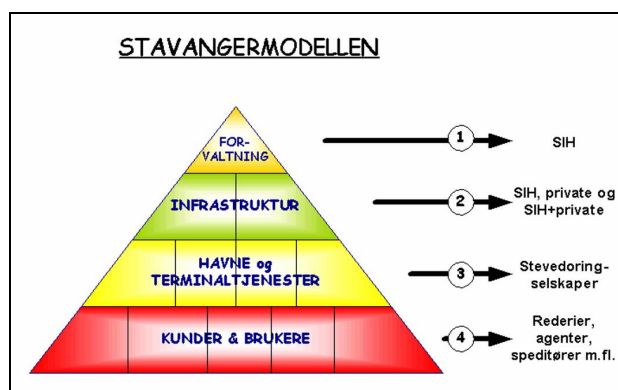 STAVANGERMODELLEN
FOR-
VALTNING
1
SIH
INFRASTRUKTUR
2
SIH, private og
SIH+private
HAVNE og
TERMINALTJENESTER
3
Stevedoring-
selskaper
KUNDER & BRUKERE
4
Rederier,
agenter,
speditører m.fl.